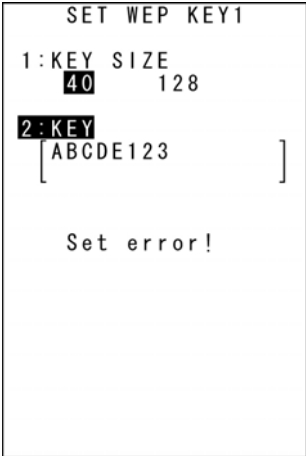 SET WEP KEY1
1:KEY SIZE
40 128
2:KEY
[ABCDE123 ]
Set error!